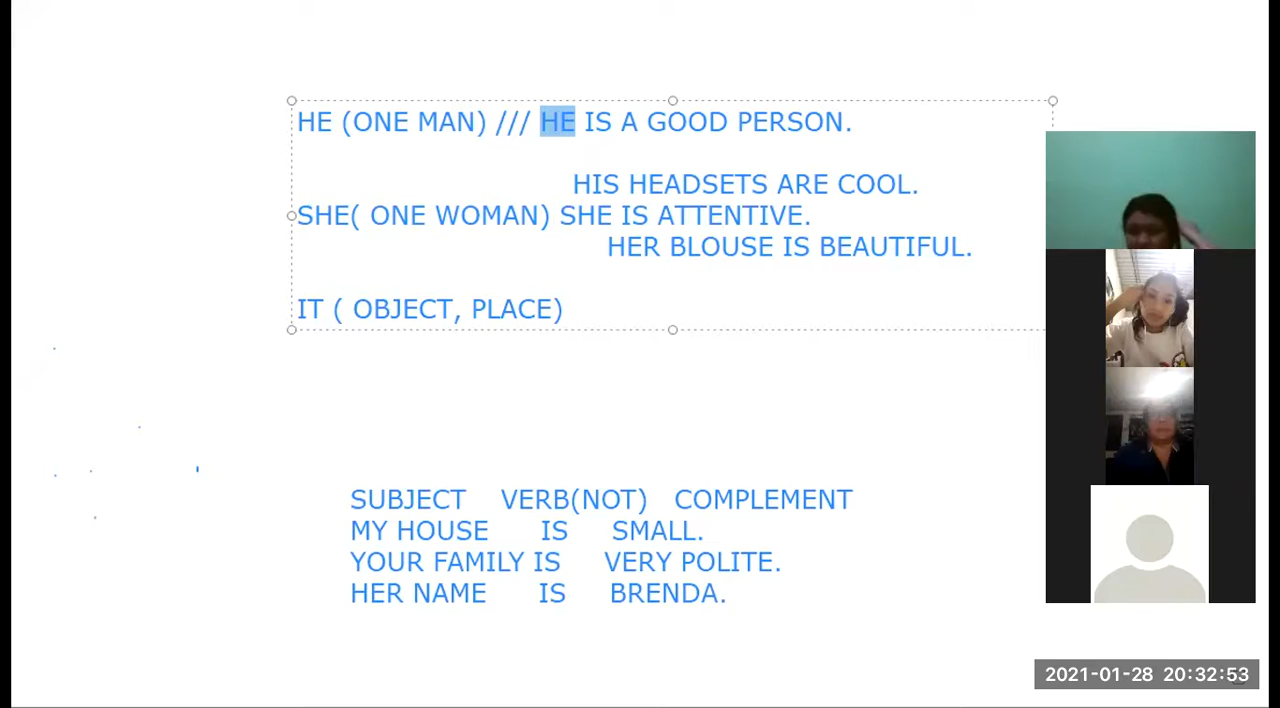 HE (ONE MAN) /// HE IS A GOOD PERSON.
HIS HEADSETS ARE COOL.
SHE( ONE WOMAN) SHE IS ATTENTIVE.
HER BLOUSE IS BEAUTIFUL.
IT ( OBJECT, PLACE)
SUBJECT VERB(NOT) COMPLEMENT
MY HOUSE IS SMALL.
YOUR FAMILY IS VERY POLITE.
HER NAME IS BRENDA.
2021-01-28 20:32:53